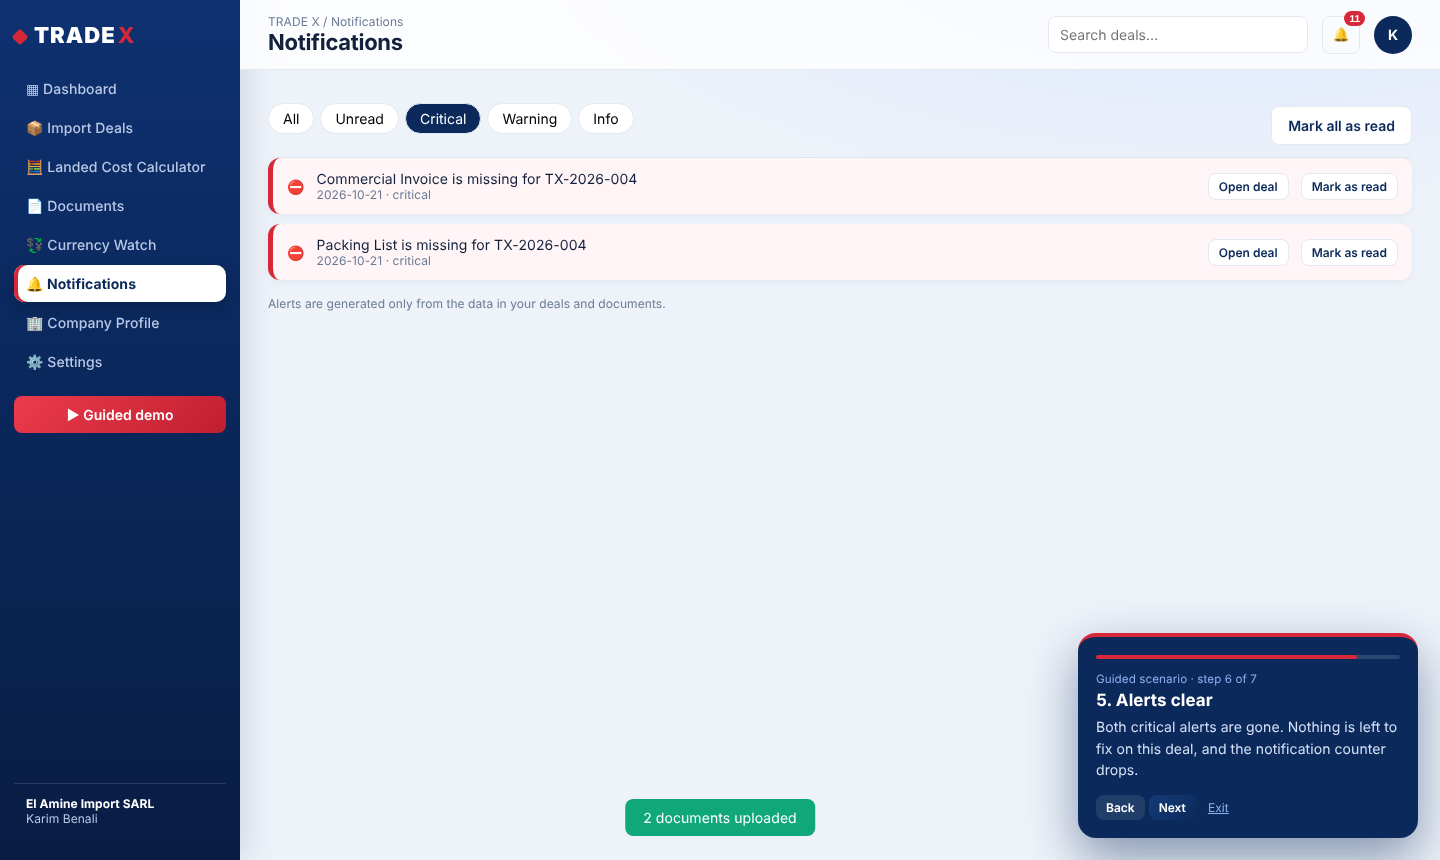 TRADE X
Dashboard
Import Deals
Landed Cost Calculator
Documents
Currency Watch
Notifications
Company Profile
Settings
▶ Guided demo
El Amine Import SARL
Karim Benali
TRADE X / Notifications
Notifications
Search deals...
11
K
All
Unread
Critical
Warning
Info
Mark all as read
Commercial Invoice is missing for TX-2026-004
2026-10-21 · critical
Open deal
Mark as read
Packing List is missing for TX-2026-004
2026-10-21 · critical
Open deal
Mark as read
Alerts are generated only from the data in your deals and documents.
Guided scenario · step 6 of 7
5. Alerts clear
Both critical alerts are gone. Nothing is left to
fix on this deal, and the notification counter
drops.
Back
Next
Exit
2 documents uploaded